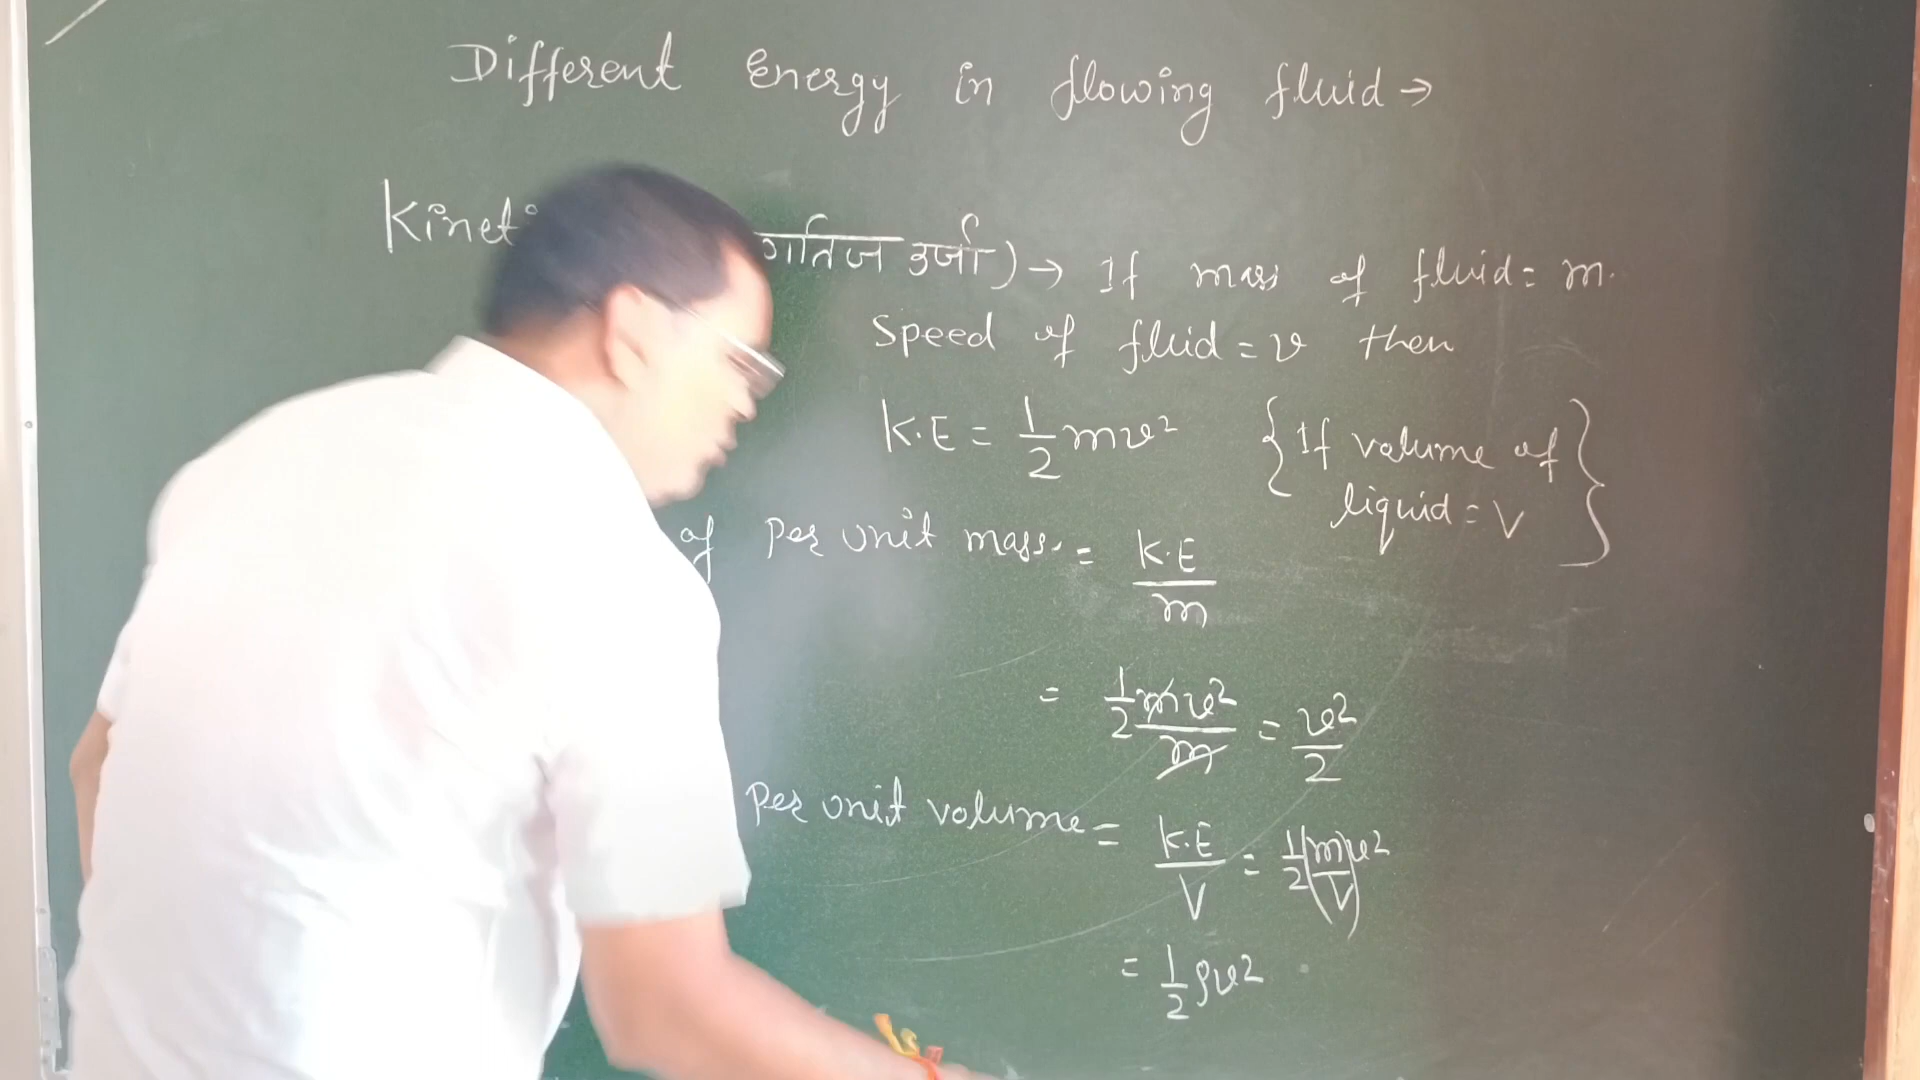 Different Energy in flowing fluid →
गतिज उर्जा) → If mass of fluid = m.
Speed of fluid = v then
K.E = 1/2 mv² {If volume of
liquid = V}
of per unit mass. = K.E/m
= 1/2 mv²/m = v²/2
per unit volume = K.E/V = 1/2 (m/V) v²
= 1/2 ρv²